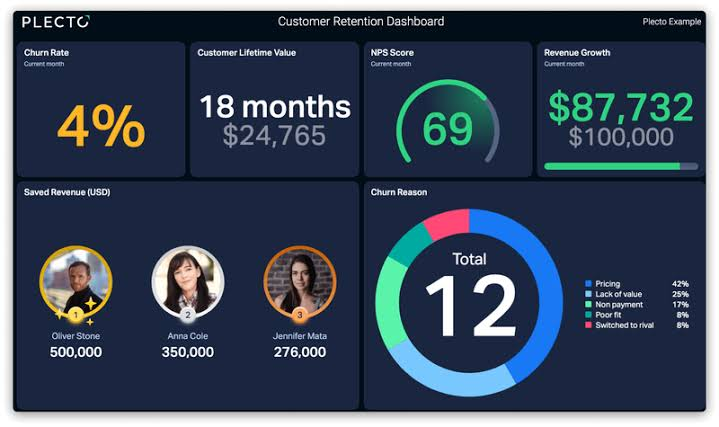 PLECTO
Customer Retention Dashboard
Plecto Example
Churn Rate
Current month
4%
Customer Lifetime Value
18 months
$24,765
NPS Score
Current month
69
Revenue Growth
Current month
$87,732
$100,000
Saved Revenue (USD)
1
Oliver Stone
500,000
2
Anna Cole
350,000
3
Jennifer Mata
276,000
Churn Reason
Total
12
Pricing 42%
Lack of value 25%
Non payment 17%
Poor fit 8%
Switched to rival 8%